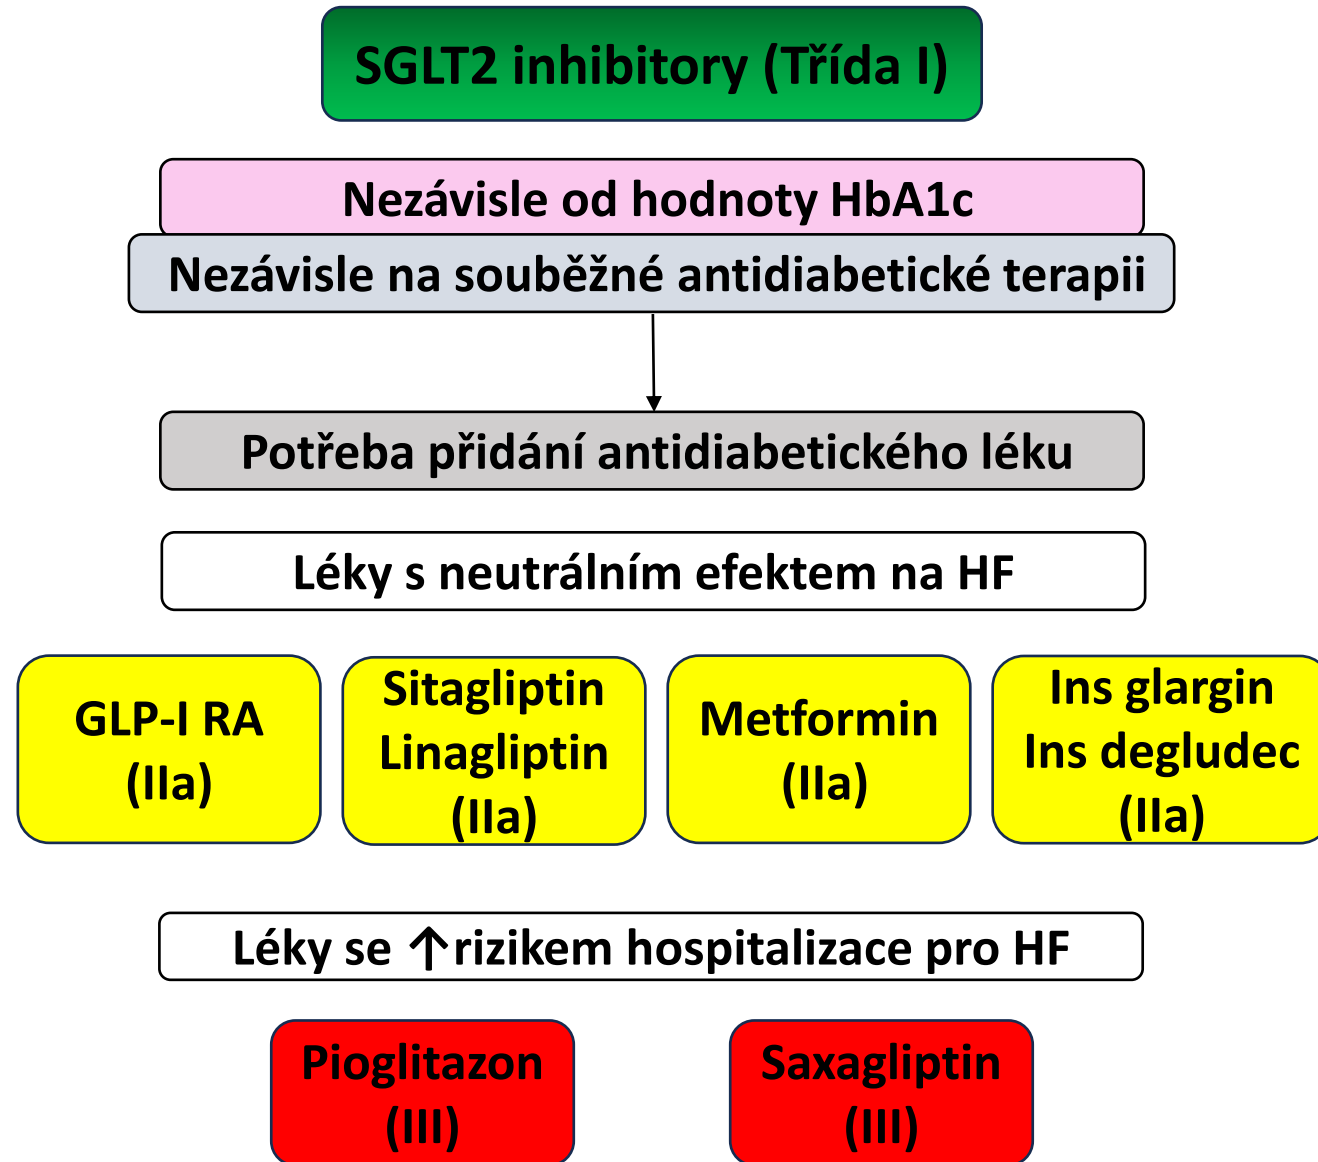 SGLT2 inhibitory (Třída I)
Nezávisle od hodnoty HbA1c
Nezávisle na souběžné antidiabetické terapii
Potřeba přidání antidiabetického léku
Léky s neutrálním efektem na HF
GLP-I RA
(IIa)
Sitagliptin
Linagliptin
(IIa)
Metformin
(IIa)
Ins glargin
Ins degludec
(IIa)
Léky se ↑rizikem hospitalizace pro HF
Pioglitazon
(III)
Saxagliptin
(III)